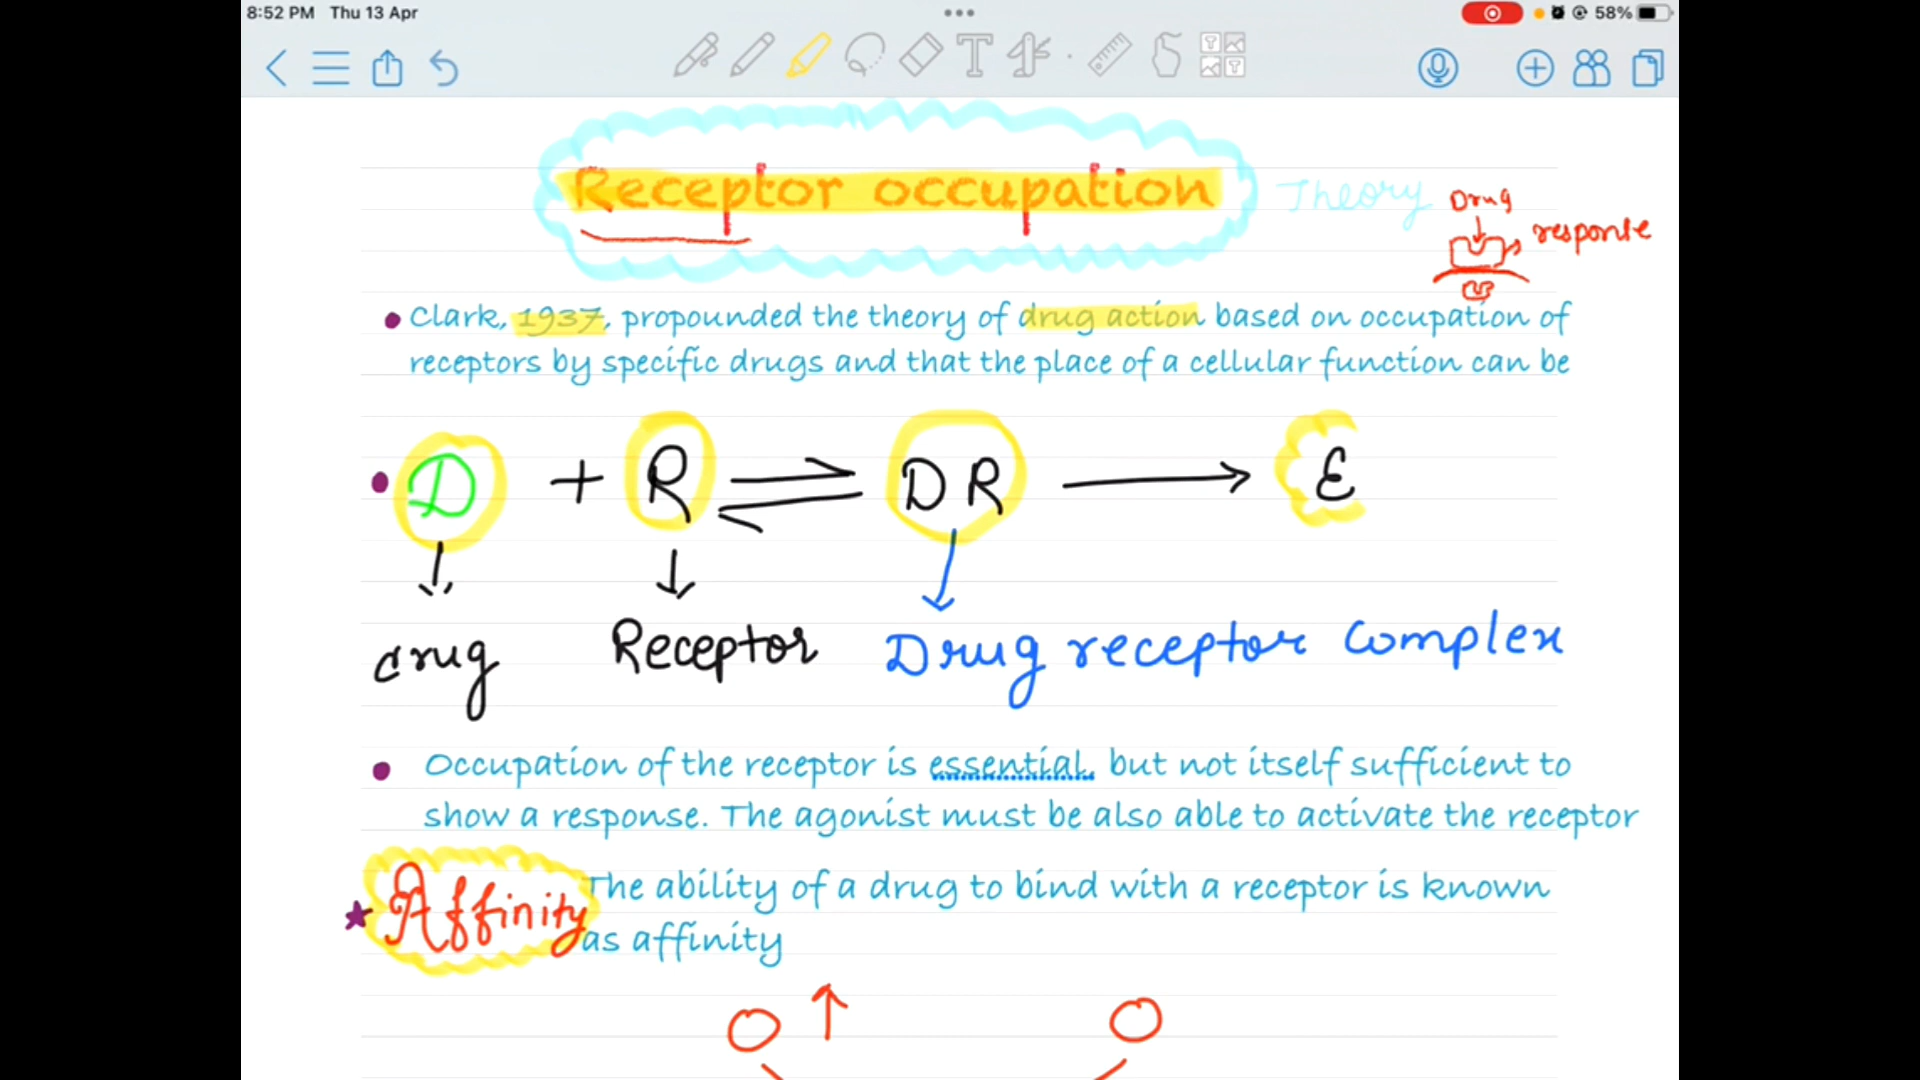 8:52 PM Thu 13 Apr
58%
Receptor occupation Theory
Drug
response
Clark, 1937, propounded the theory of drug action based on occupation of
receptors by specific drugs and that the place of a cellular function can be
D + R DR E
drug Receptor Drug receptor Complex
Occupation of the receptor is essential, but not itself sufficient to
show a response. The agonist must be also able to activate the receptor
Affinity The ability of a drug to bind with a receptor is known
as affinity